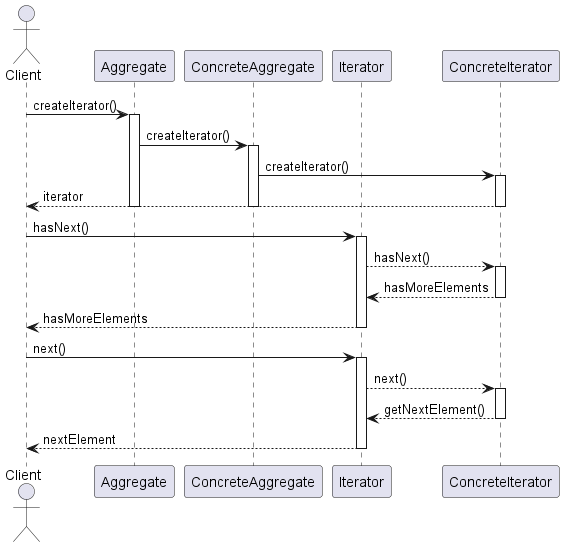 Client
Aggregate
ConcreteAggregate
Iterator
ConcreteIterator
createIterator()
createIterator()
createIterator()
iterator
hasNext()
hasNext()
hasMoreElements
hasMoreElements
next()
next()
getNextElement()
nextElement
Client
Aggregate
ConcreteAggregate
Iterator
ConcreteIterator